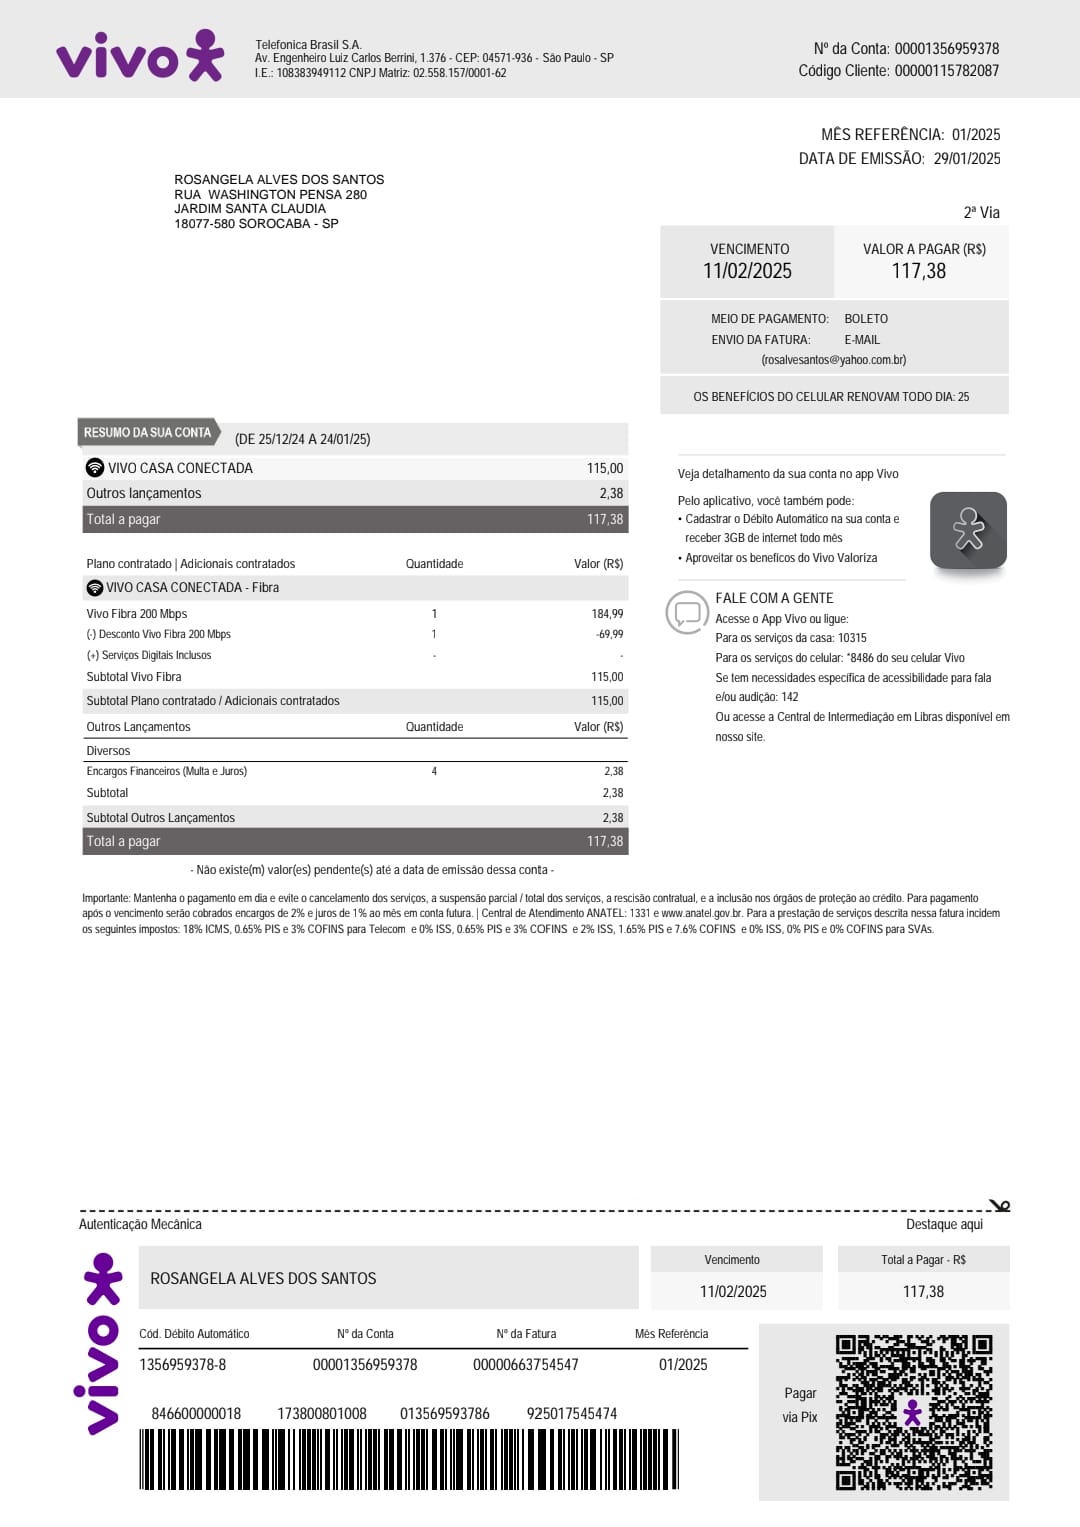 vivo
Telefonica Brasil S.A.
Av. Engenheiro Luiz Carlos Berrini, 1.376 - CEP: 04571-936 - São Paulo - SP
I.E.: 108383949112 CNPJ Matriz: 02.558.157/0001-62
Nº da Conta: 00001356959378
Código Cliente: 00000115782087
MÊS REFERÊNCIA: 01/2025
DATA DE EMISSÃO: 29/01/2025
ROSANGELA ALVES DOS SANTOS
RUA WASHINGTON PENSA 280
JARDIM SANTA CLAUDIA
18077-580 SOROCABA - SP
2ª Via
VENCIMENTO VALOR A PAGAR (R$)
11/02/2025 117,38
MEIO DE PAGAMENTO: BOLETO
ENVIO DA FATURA: E-MAIL
(rosalvesantos@yahoo.com.br)
OS BENEFÍCIOS DO CELULAR RENOVAM TODO DIA: 25
RESUMO DA SUA CONTA (DE 25/12/24 A 24/01/25)
VIVO CASA CONECTADA 115,00
Outros lançamentos 2,38
Total a pagar 117,38
Plano contratado | Adicionais contratados Quantidade Valor (R$)
VIVO CASA CONECTADA - Fibra
Vivo Fibra 200 Mbps 1 184,99
(-) Desconto Vivo Fibra 200 Mbps 1 -69,99
(+) Serviços Digitais Inclusos - -
Subtotal Vivo Fibra 115,00
Subtotal Plano contratado / Adicionais contratados 115,00
Outros Lançamentos Quantidade Valor (R$)
Diversos
Encargos Financeiros (Multa e Juros) 4 2,38
Subtotal 2,38
Subtotal Outros Lançamentos 2,38
Total a pagar 117,38
- Não existe(m) valor(es) pendente(s) até a data de emissão dessa conta -
Veja detalhamento da sua conta no app Vivo
Pelo aplicativo, você também pode:
• Cadastrar o Débito Automático na sua conta e
receber 3GB de internet todo mês
• Aproveitar os benefícos do Vivo Valoriza
FALE COM A GENTE
Acesse o App Vivo ou ligue:
Para os serviços da casa: 10315
Para os serviços do celular: *8486 do seu celular Vivo
Se tem necessidades específica de acessibilidade para fala
e/ou audição: 142
Ou acesse a Central de Intermediação em Libras disponível em
nosso site.
Importante: Mantenha o pagamento em dia e evite o cancelamento dos serviços, a suspensão parcial / total dos serviços, a rescisão contratual, e a inclusão nos órgãos de proteção ao crédito. Para pagamento
após o vencimento serão cobrados encargos de 2% e juros de 1% ao mês em conta futura. | Central de Atendimento ANATEL: 1331 e www.anatel.gov.br. Para a prestação de serviços descrita nessa fatura incidem
os seguintes impostos: 18% ICMS, 0.65% PIS e 3% COFINS para Telecom e 0% ISS, 0.65% PIS e 3% COFINS e 2% ISS, 1.65% PIS e 7.6% COFINS e 0% ISS, 0% PIS e 0% COFINS para SVAs.
Autenticação Mecânica Destaque aqui
vivo
ROSANGELA ALVES DOS SANTOS
Vencimento Total a Pagar - R$
11/02/2025 117,38
Cód. Débito Automático Nº da Conta Nº da Fatura Mês Referência
1356959378-8 00001356959378 00000663754547 01/2025
846600000018 173800801008 013569593786 925017545474
Pagar
via Pix